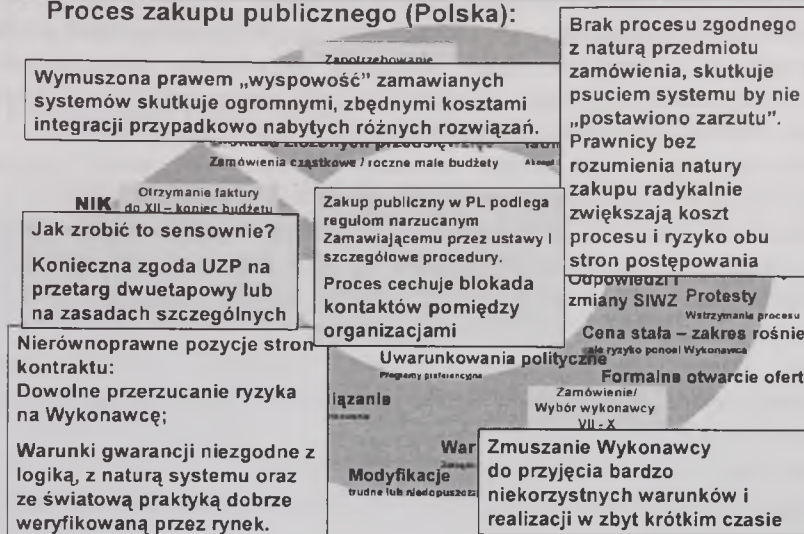 Proces zakupu publicznego (Polska):
Zapotrzebowanie
Wymuszona prawem „wyspowość” zamawianych
systemów skutkuje ogromnymi, zbędnymi kosztami
integracji przypadkowo nabytych różnych rozwiązań.
Brak procesu zgodnego
z naturą przedmiotu
zamówienia, skutkuje
psuciem systemu by nie
„postawiono zarzutu”.
Prawnicy bez
rozumienia natury
zakupu radykalnie
zwiększają koszt
procesu i ryzyko obu
stron postępowania
Zamówienia cząstkowe / roczne małe budżety
NIK
Otrzymanie faktury
do XII – koniec budżetu
Jak zrobić to sensownie?
Konieczna zgoda UZP na
przetarg dwuetapowy lub
na zasadach szczególnych
Zakup publiczny w PL podlega
regułom narzucanym
Zamawiającemu przez ustawy i
szczegółowe procedury.
Proces cechuje blokada
kontaktów pomiędzy
organizacjami
Odpowiedzi i
zmiany SIWZ
Protesty
Wstrzymania procesu
Cena stała – zakres rośnie
całe ryzyko ponosi Wykonawca
Formalne otwarcie ofert
Uwarunkowania polityczne
Programy preferencyjne
Zamówienie/
Wybór wykonawcy
VII - X
Nierównoprawne pozycje stron
kontraktu:
Dowolne przerzucanie ryzyka
na Wykonawcę;
Warunki gwarancji niezgodne z
logiką, z naturą systemu oraz
ze światową praktyką dobrze
weryfikowaną przez rynek.
iązanie
War
Modyfikacje
trudne lub niedopuszcza
Zmuszanie Wykonawcy
do przyjęcia bardzo
niekorzystnych warunków i
realizacji w zbyt krótkim czasie